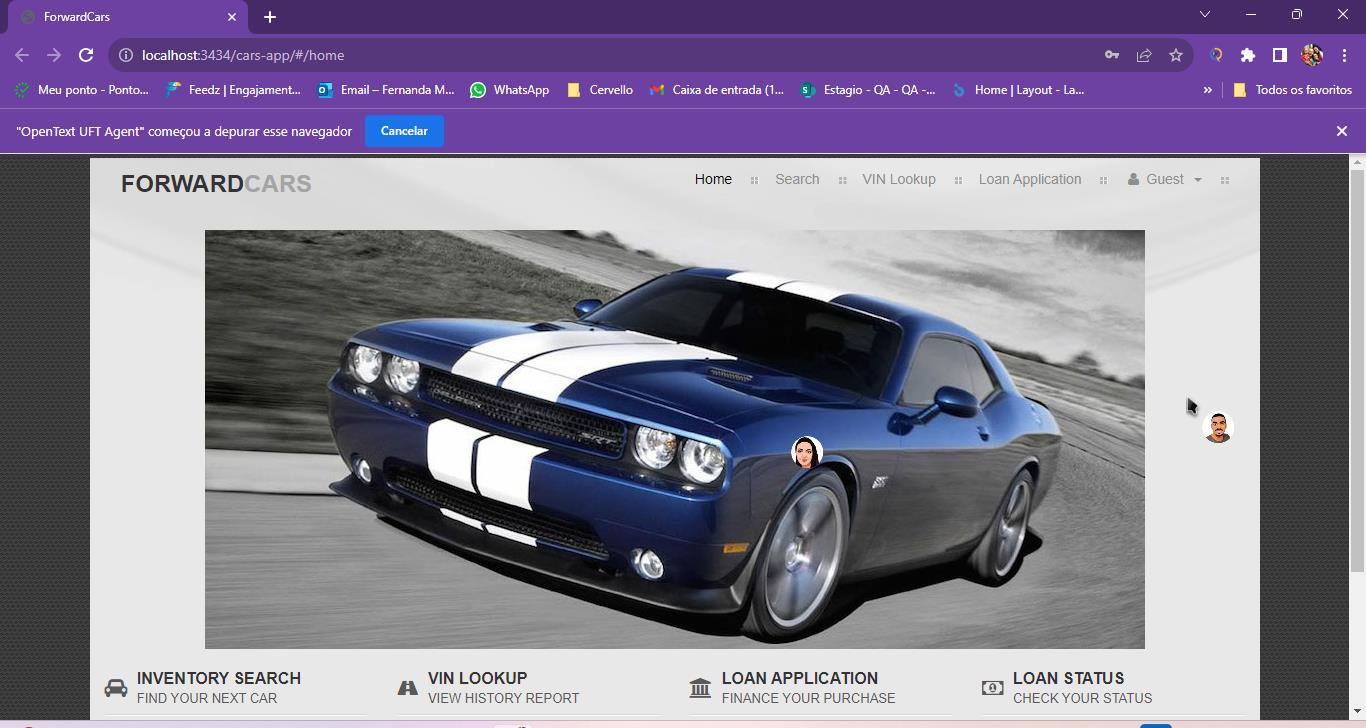 ForwardCars
localhost:3434/cars-app/#/home
Meu ponto - Ponto... Feedz | Engajament... Email – Fernanda M... WhatsApp Cervello Caixa de entrada (1... Estagio - QA - QA -... Home | Layout - La... » Todos os favoritos
"OpenText UFT Agent" começou a depurar esse navegador Cancelar
FORWARDCARS Home Search VIN Lookup Loan Application Guest
SRT
INVENTORY SEARCH VIN LOOKUP LOAN APPLICATION LOAN STATUS
FIND YOUR NEXT CAR VIEW HISTORY REPORT FINANCE YOUR PURCHASE CHECK YOUR STATUS